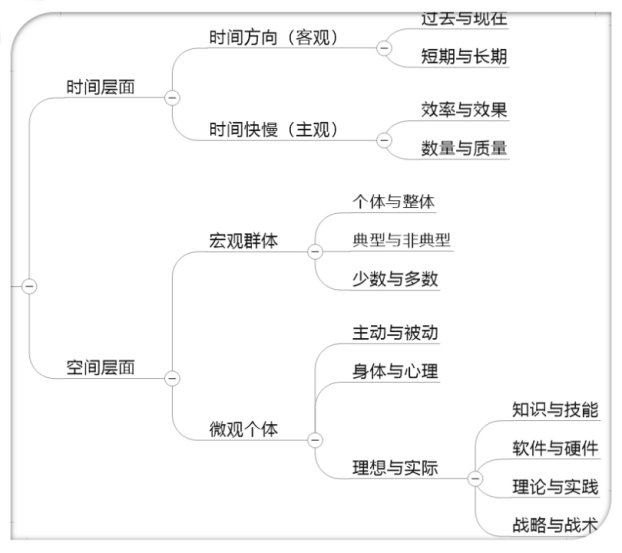 过去与现在
时间方向（客观）
短期与长期
时间层面
效率与效果
时间快慢（主观）
数量与质量
个体与整体
宏观群体
典型与非典型
少数与多数
主动与被动
空间层面
身体与心理
微观个体
知识与技能
软件与硬件
理想与实际
理论与实践
战略与战术